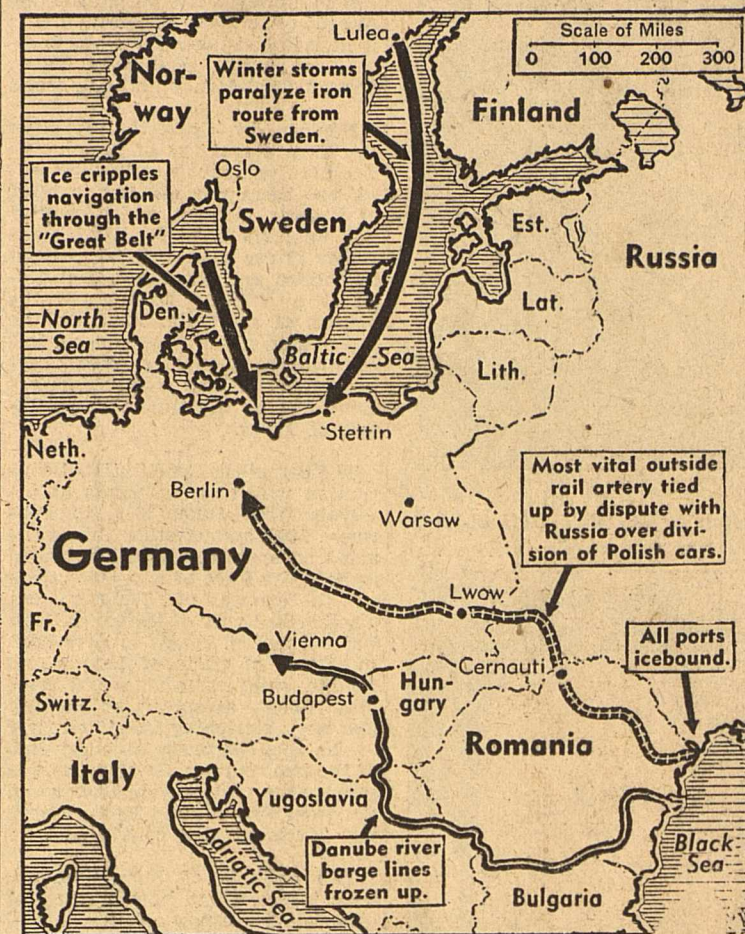 Lulea
Scale of Miles
0 100 200 300
Nor-
way
Winter storms
paralyze iron
route from
Sweden.
Finland
Ice cripples
navigation
through the
"Great Belt"
Oslo
Sweden
Est.
Russia
North
Sea
Den.
Lat.
Baltic Sea
Lith.
Stettin
Neth.
Berlin
Warsaw
Most vital outside
rail artery tied
up by dispute with
Russia over divi-
sion of Polish cars.
Germany
Lwow
Fr.
Vienna
Cernauti
All ports
icebound.
Switz.
Budapest
Hun-
gary
Romania
Italy
Yugoslavia
Adriatic Sea
Danube river
barge lines
frozen up.
Black
Sea
Bulgaria